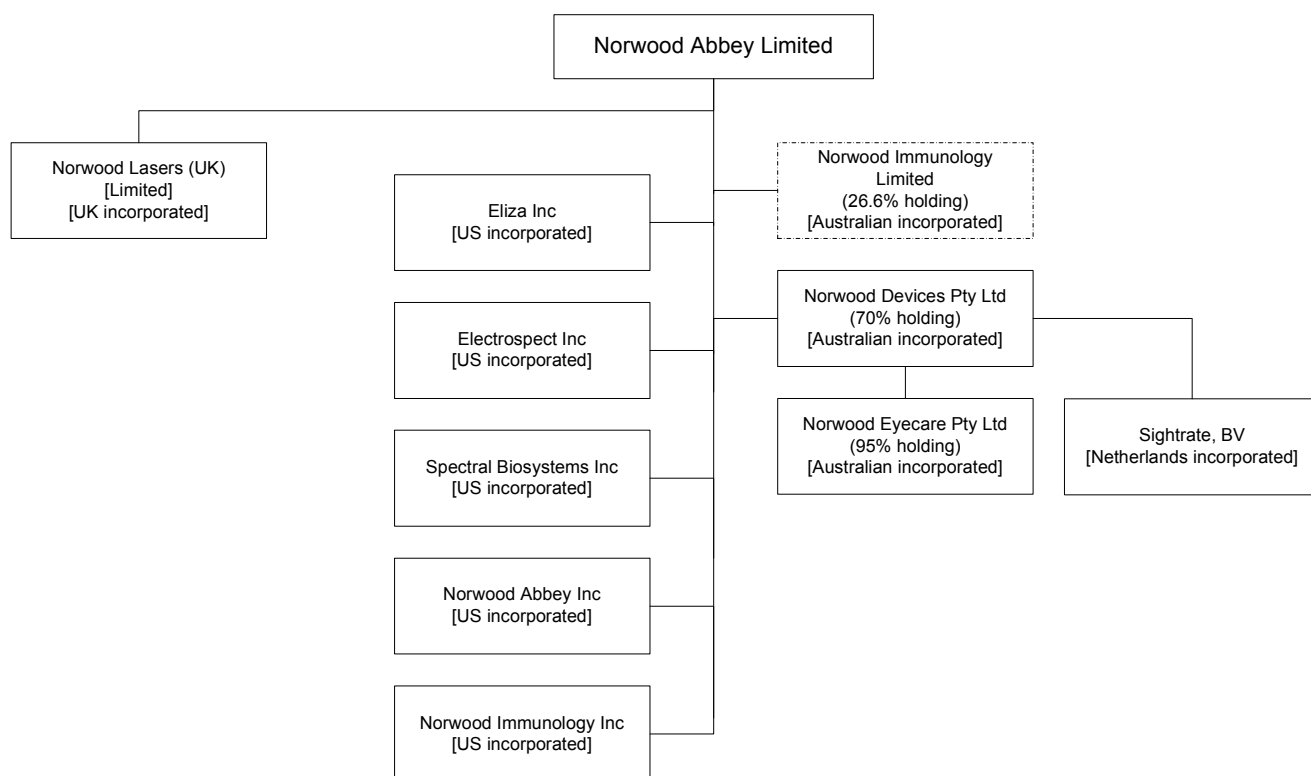 Norwood Abbey Limited
Norwood Lasers (UK)
[Limited]
[UK incorporated]
Norwood Immunology
Limited
(26.6% holding)
[Australian incorporated]
Eliza Inc
[US incorporated]
Norwood Devices Pty Ltd
(70% holding)
[Australian incorporated]
Electrospect Inc
[US incorporated]
Norwood Eyecare Pty Ltd
(95% holding)
[Australian incorporated]
Sightrate, BV
[Netherlands incorporated]
Spectral Biosystems Inc
[US incorporated]
Norwood Abbey Inc
[US incorporated]
Norwood Immunology Inc
[US incorporated]